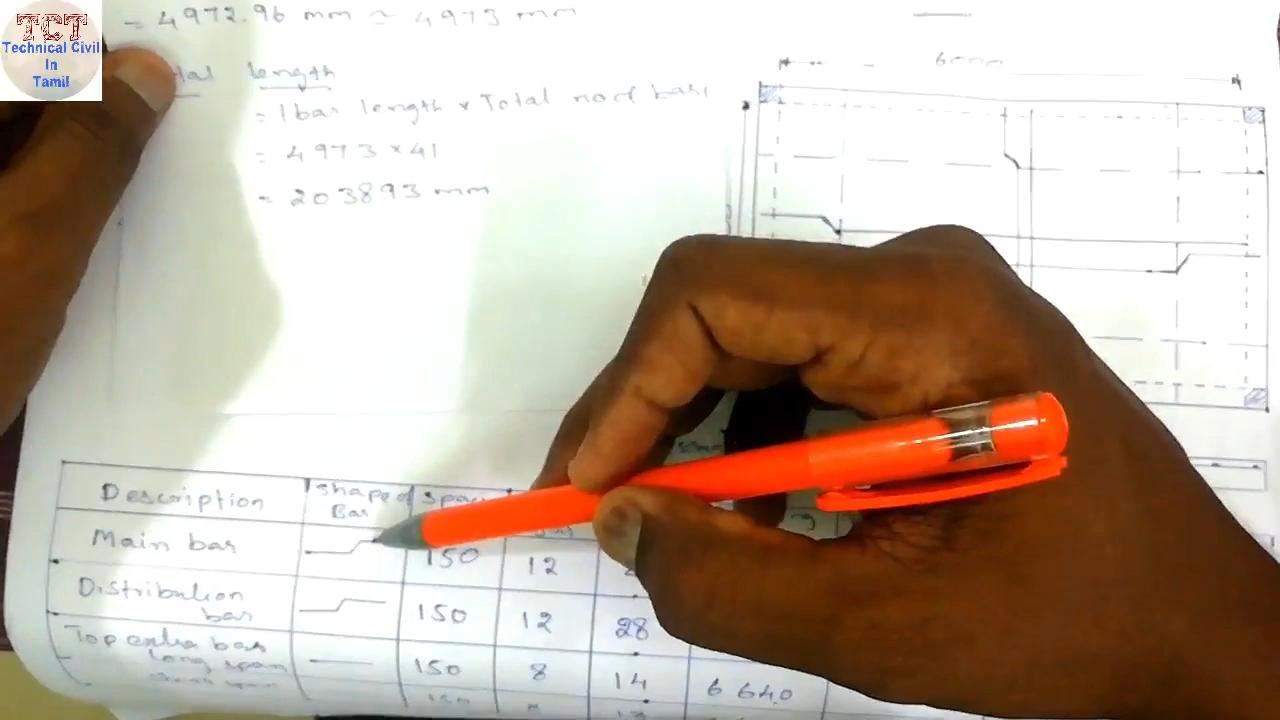 TCT
Technical Civil
In
Tamil
= 4972.96 mm ≃ 4973 mm
length
= 1 bar length × Total no of bars
= 4973 × 41
= 203893 mm
6000
Description
Shape of
Bar
Main bar
150
12
Distribution
bar
150
12
28
Top extra bar
long span
150
8
14
6640
short span